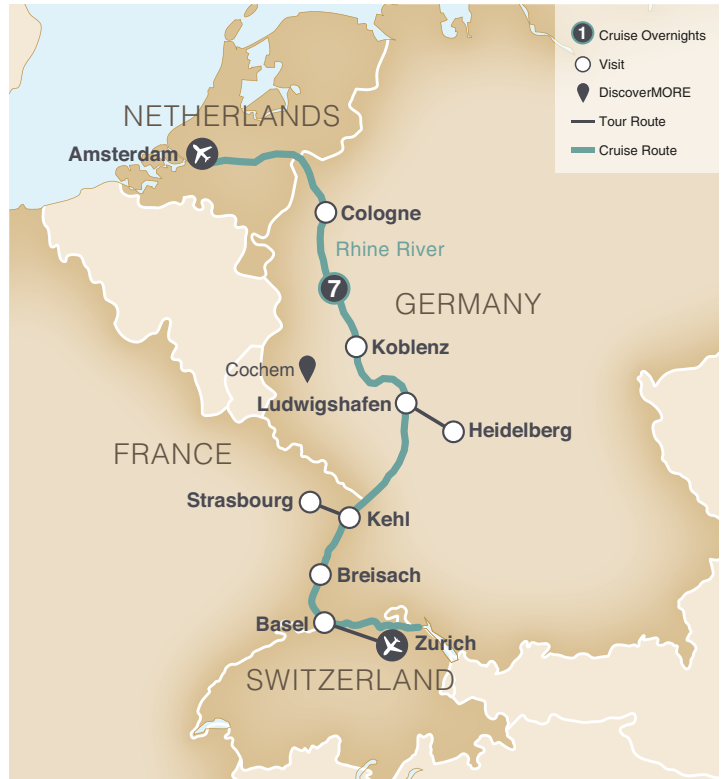 1 Cruise Overnights
Visit
DiscoverMORE
Tour Route
Cruise Route
NETHERLANDS
Amsterdam
Cologne
Rhine River
7
GERMANY
Koblenz
Cochem
Ludwigshafen
Heidelberg
FRANCE
Strasbourg
Kehl
Breisach
Basel
Zurich
SWITZERLAND